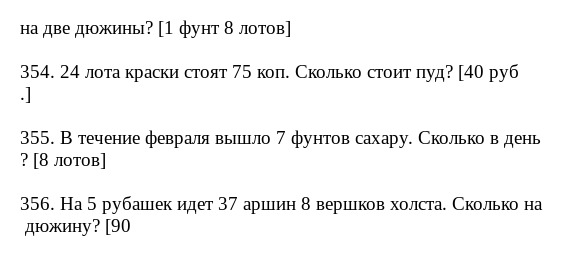 на две дюжины? [1 фунт 8 лотов]
354. 24 лота краски стоят 75 коп. Сколько стоит пуд? [40 руб
.]
355. В течение февраля вышло 7 фунтов сахару. Сколько в день
? [8 лотов]
356. На 5 рубашек идет 37 аршин 8 вершков холста. Сколько на
дюжину? [90